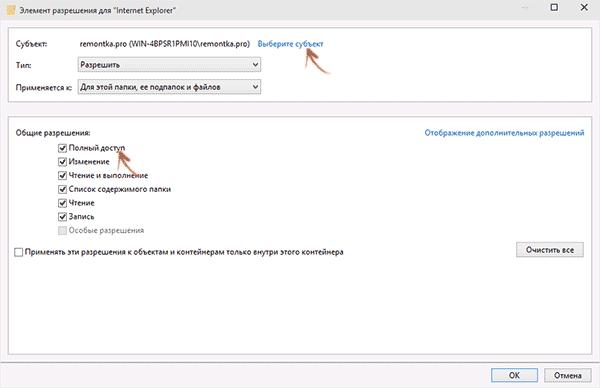 Элемент разрешения для "Internet Explorer"
Субъект: remontka.pro (WIN-4BPSR1PMI10\remontka.pro) Выберите субъект
Тип: Разрешить
Применяется к: Для этой папки, ее подпапок и файлов
Общие разрешения: Отображение дополнительных разрешений
Полный доступ
Изменение
Чтение и выполнение
Список содержимого папки
Чтение
Запись
Особые разрешения
Применять эти разрешения к объектам и контейнерам только внутри этого контейнера
Очистить все
ОК Отмена